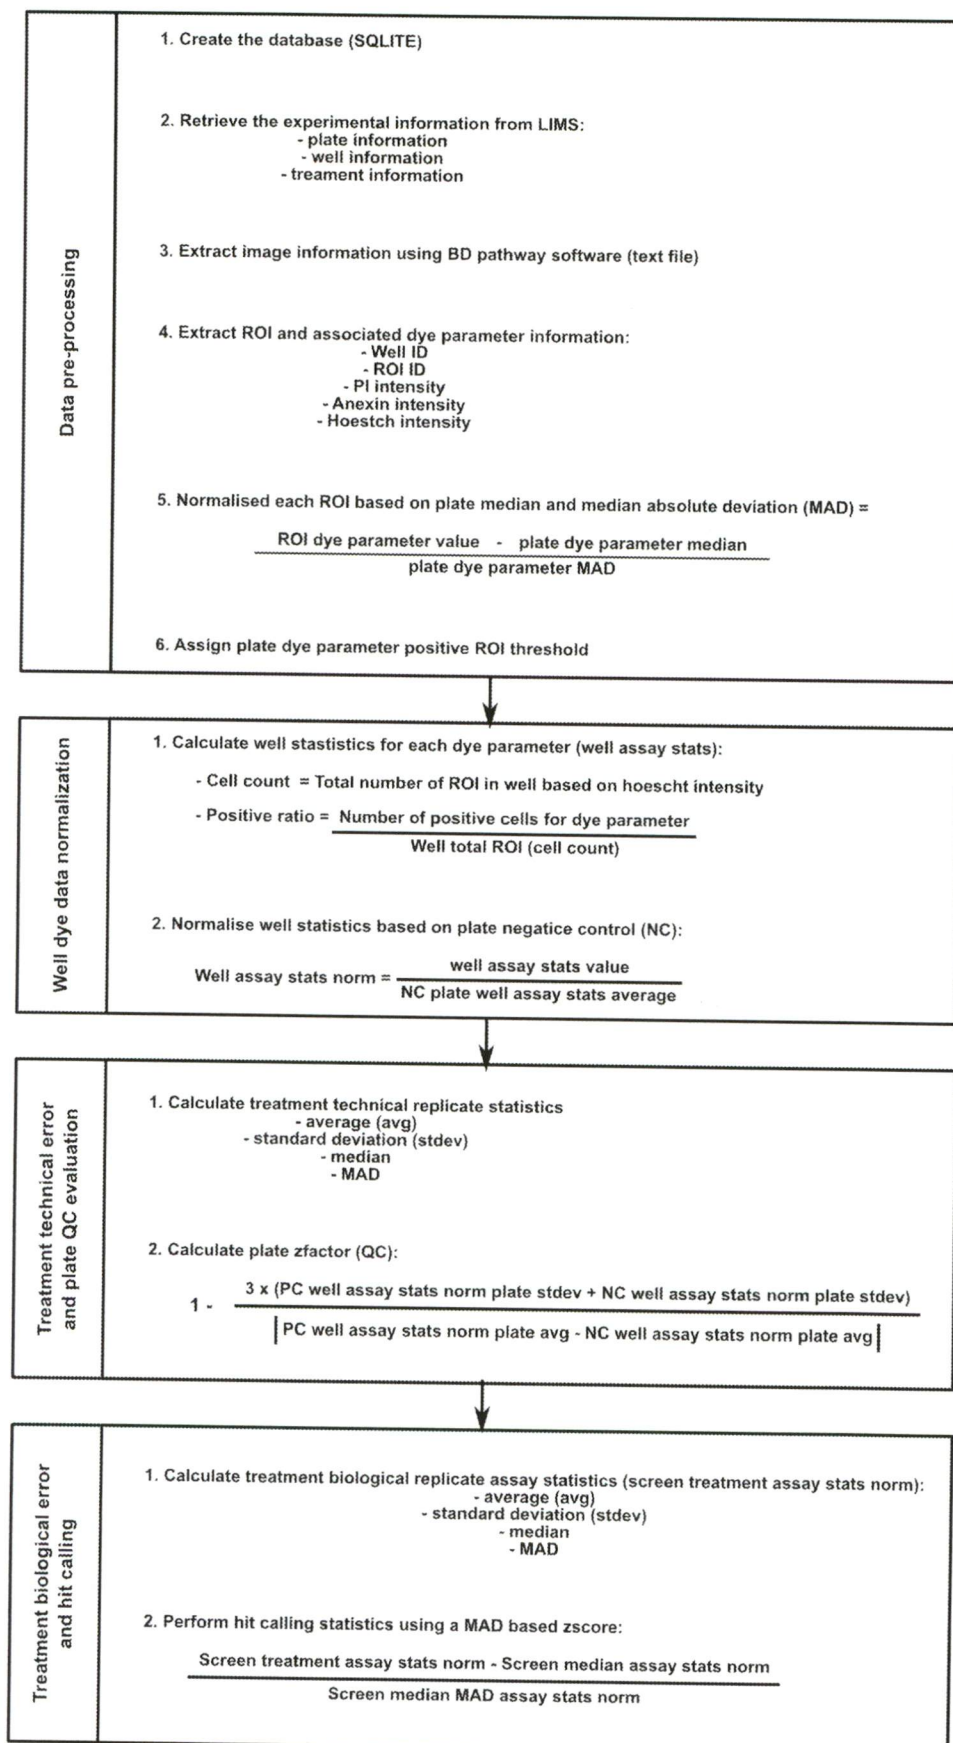 Data pre-processing
1. Create the database (SQLITE)
2. Retrieve the experimental information from LIMS:
- plate information
- well information
- treament information
3. Extract image information using BD pathway software (text file)
4. Extract ROI and associated dye parameter information:
- Well ID
- ROI ID
- PI intensity
- Anexin intensity
- Hoestch intensity
5. Normalised each ROI based on plate median and median absolute deviation (MAD) =
ROI dye parameter value - plate dye parameter median
plate dye parameter MAD
6. Assign plate dye parameter positive ROI threshold
Well dye data normalization
1. Calculate well stastistics for each dye parameter (well assay stats):
- Cell count = Total number of ROI in well based on hoescht intensity
- Positive ratio = Number of positive cells for dye parameter
Well total ROI (cell count)
2. Normalise well statistics based on plate negatice control (NC):
Well assay stats norm = well assay stats value
NC plate well assay stats average
Treatment technical error
and plate QC evaluation
1. Calculate treatment technical replicate statistics
- average (avg)
- standard deviation (stdev)
- median
- MAD
2. Calculate plate zfactor (QC):
1 - 3 x (PC well assay stats norm plate stdev + NC well assay stats norm plate stdev)
| PC well assay stats norm plate avg - NC well assay stats norm plate avg |
Treatment biological error
and hit calling
1. Calculate treatment biological replicate assay statistics (screen treatment assay stats norm):
- average (avg)
- standard deviation (stdev)
- median
- MAD
2. Perform hit calling statistics using a MAD based zscore:
Screen treatment assay stats norm - Screen median assay stats norm
Screen median MAD assay stats norm